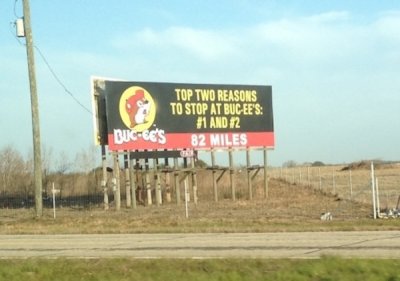 TOP TWO REASONS
TO STOP AT BUC-EE'S:
#1 AND #2
BUC-EE'S
82 MILES